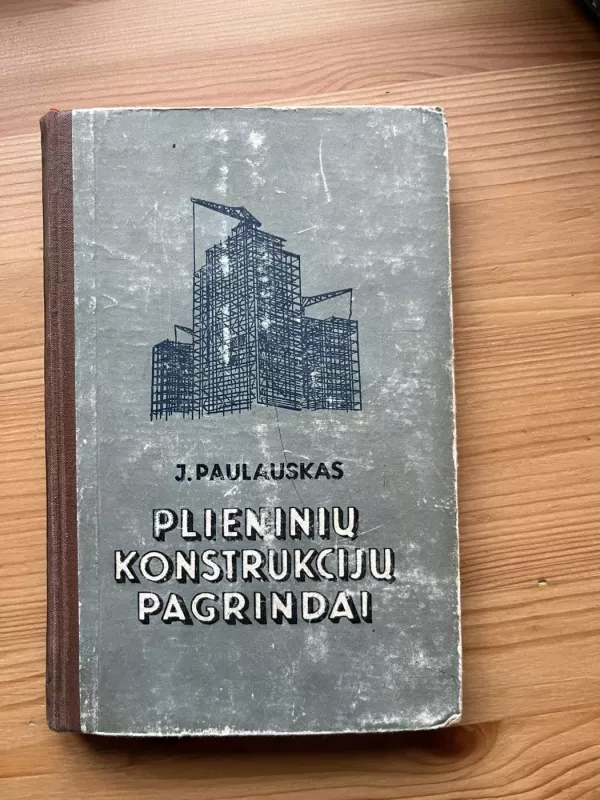 J. PAULAUSKAS
PLIENINIŲ
KONSTRUKCIJŲ
PAGRINDAI